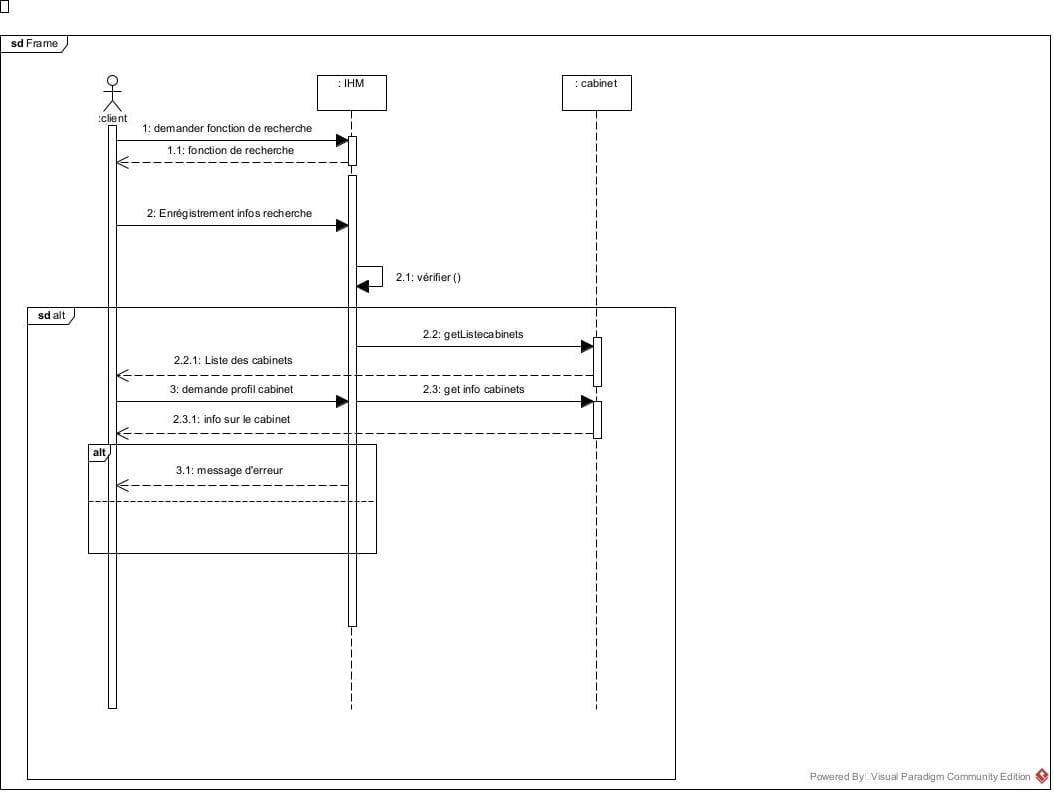 sd Frame
: IHM
: cabinet
:client
1: demander fonction de recherche
1.1: fonction de recherche
2: Enrégistrement infos recherche
2.1: vérifier ()
sd alt
2.2: getListecabinets
2.2.1: Liste des cabinets
3: demande profil cabinet
2.3: get info cabinets
2.3.1: info sur le cabinet
alt
3.1: message d'erreur
Powered By Visual Paradigm Community Edition